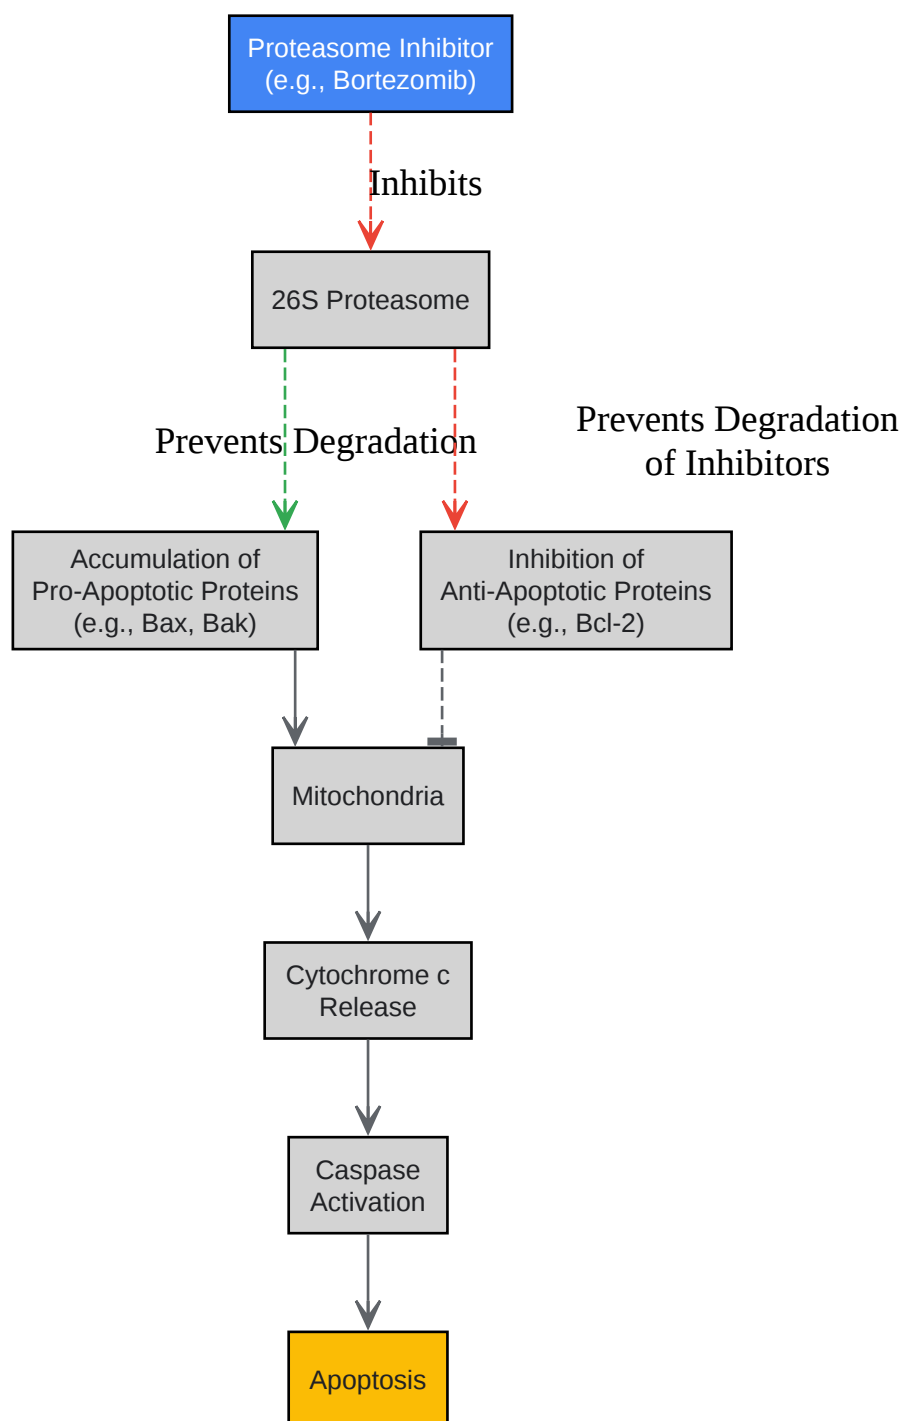 Proteasome Inhibitor
(e.g., Bortezomib)
Inhibits
26S Proteasome
Prevents Degradation
Prevents Degradation
of Inhibitors
Accumulation of
Pro-Apoptotic Proteins
(e.g., Bax, Bak)
Inhibition of
Anti-Apoptotic Proteins
(e.g., Bcl-2)
Mitochondria
Cytochrome c
Release
Caspase
Activation
Apoptosis